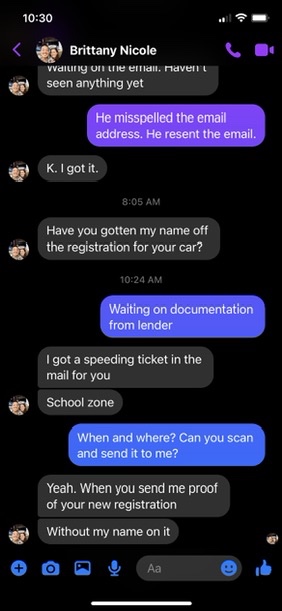 10:30
Brittany Nicole
Waiting on the email. Haven't
seen anything yet
He misspelled the email
address. He resent the email.
K. I got it.
8:05 AM
Have you gotten my name off
the registration for your car?
10:24 AM
Waiting on documentation
from lender
I got a speeding ticket in the
mail for you
School zone
When and where? Can you scan
and send it to me?
Yeah. When you send me proof
of your new registration
Without my name on it
Aa